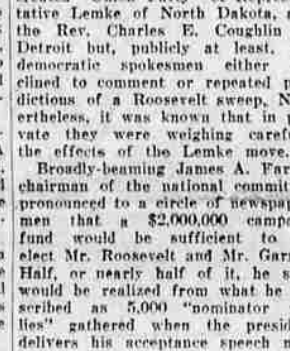 tative Lemke of North Dakota,
the Rev. Charles E. Coughlin
Detroit but, publicly at least,
democratic spokesmen either
clined to comment or repeated p
dictions of a Roosevelt sweep. N
ertheless, it was known that in p
vate they were weighing caref
the effects of the Lemke move.
Broadly-beaming James A. Far
chairman of the national commit
pronounced to a circle of newspap
men that a $2,000,000 campa
fund would be sufficient to
elect Mr. Roosevelt and Mr. Garn
Half, or nearly half of it, he s
would be realized from what he
scribed as 5,000 "nominator
lies" gathered when the presid
delivers his acceptance speech n